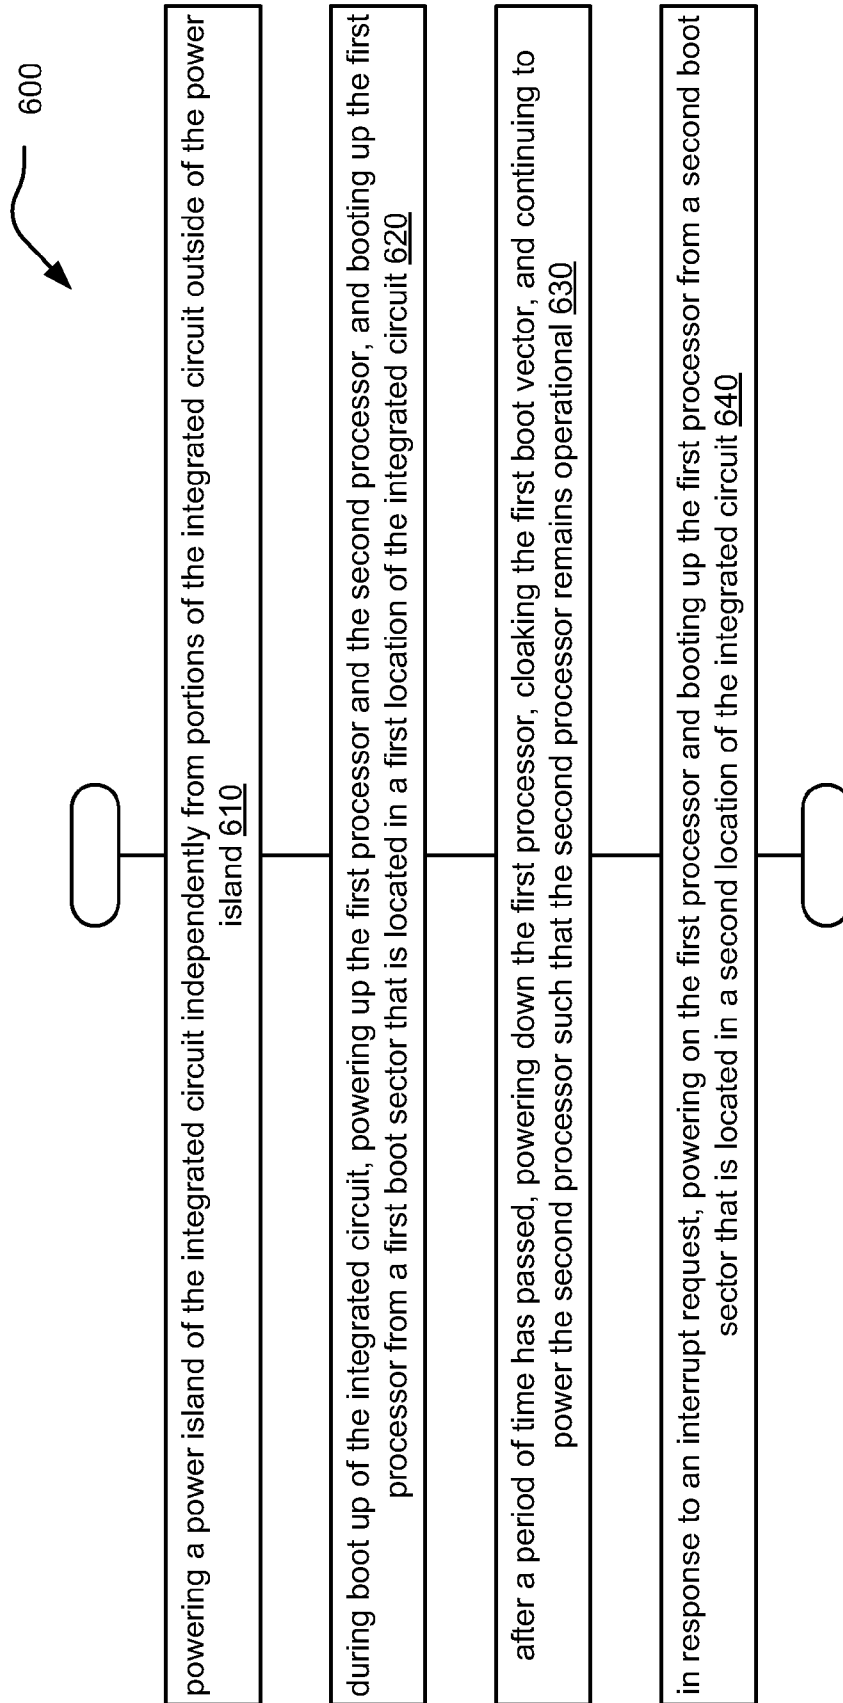 600
powering a power island of the integrated circuit independently from portions of the integrated circuit outside of the power
island 610
during boot up of the integrated circuit, powering up the first processor and the second processor, and booting up the first
processor from a first boot sector that is located in a first location of the integrated circuit 620
after a period of time has passed, powering down the first processor, cloaking the first boot vector, and continuing to
power the second processor such that the second processor remains operational 630
in response to an interrupt request, powering on the first processor and booting up the first processor from a second boot
sector that is located in a second location of the integrated circuit 640